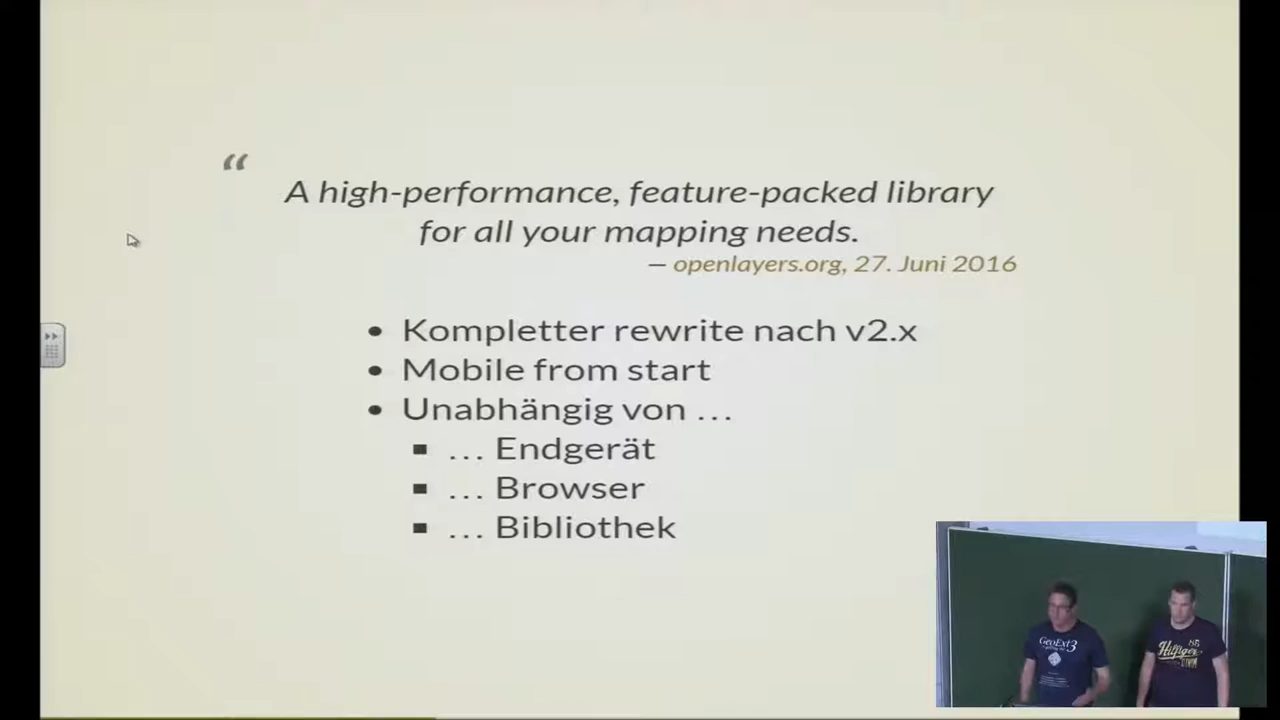 “
A high-performance, feature-packed library
for all your mapping needs.
— openlayers.org, 27. Juni 2016
• Kompletter rewrite nach v2.x
• Mobile from start
• Unabhängig von …
▪ … Endgerät
▪ … Browser
▪ … Bibliothek
GeoExt3
Hilfiger